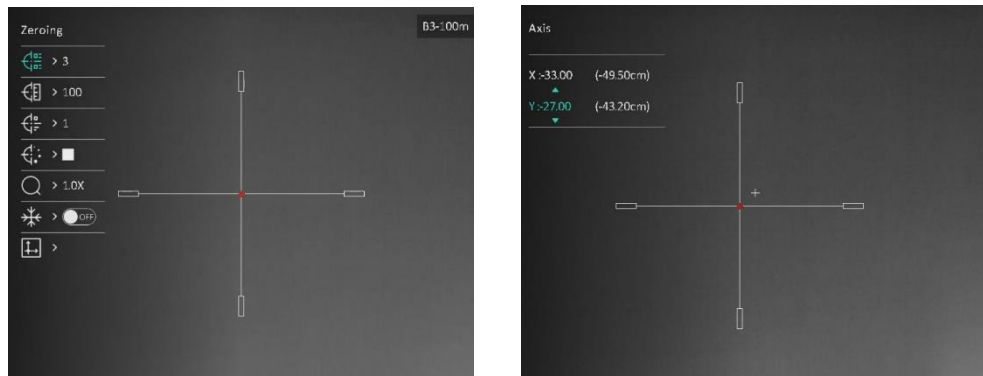 Zeroing
B3-100m
> 3
> 100
> 1
>
> 1.0X
> OFF
>
Axis
X :-33.00 (-49.50cm)
Y :-27.00 (-43.20cm)